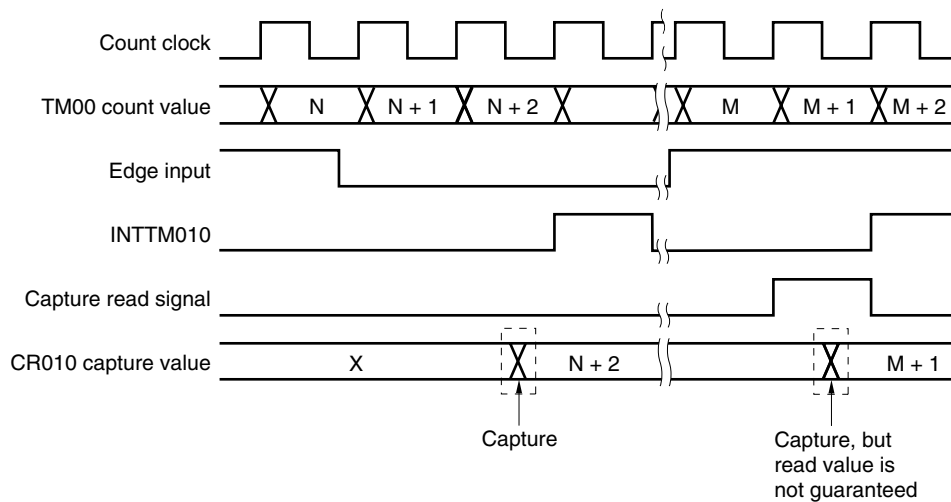 Count clock
TM00 count value
N
N + 1
N + 2
M
M + 1
M + 2
Edge input
INTTM010
Capture read signal
CR010 capture value
X
N + 2
M + 1
Capture
Capture, but
read value is
not guaranteed